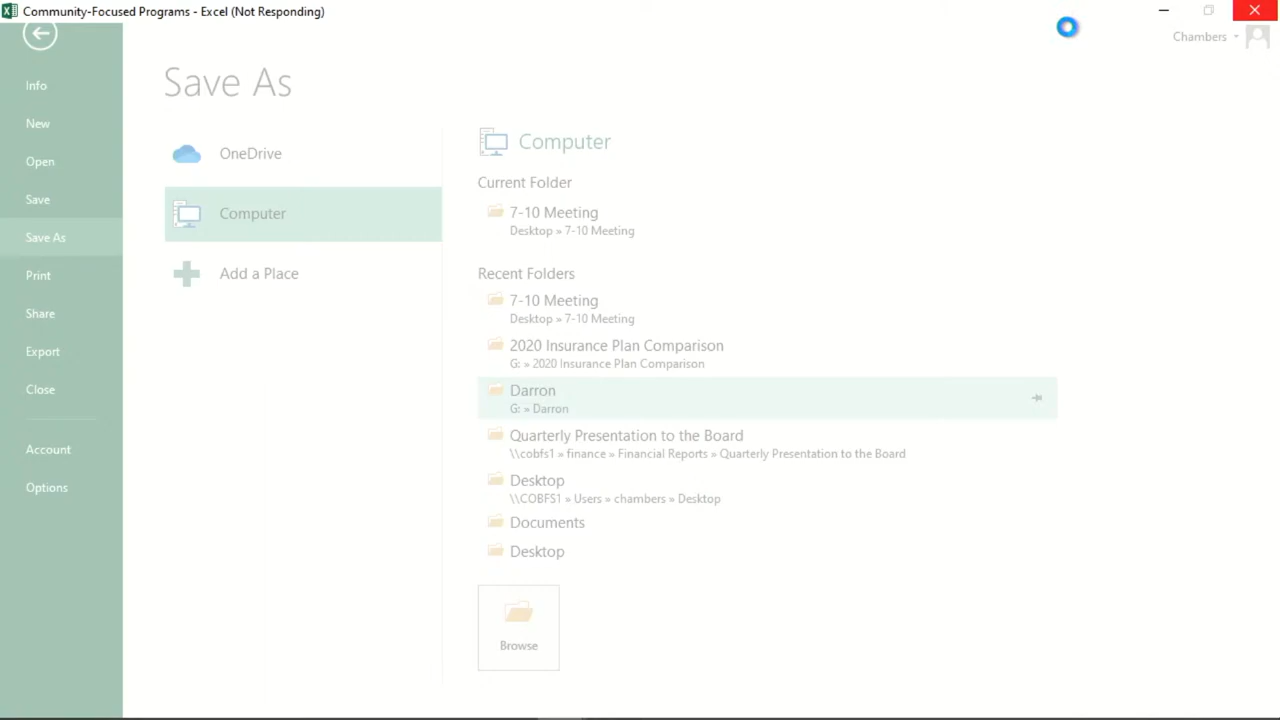 Community-Focused Programs - Excel (Not Responding)
Chambers
Info
New
Open
Save
Save As
Print
Share
Export
Close
Account
Options
Save As
OneDrive
Computer
Add a Place
Computer
Current Folder
7-10 Meeting
Desktop » 7-10 Meeting
Recent Folders
7-10 Meeting
Desktop » 7-10 Meeting
2020 Insurance Plan Comparison
G: » 2020 Insurance Plan Comparison
Darron
G: » Darron
Quarterly Presentation to the Board
\\cobfs1 » finance » Financial Reports » Quarterly Presentation to the Board
Desktop
\\COBFS1 » Users » chambers » Desktop
Documents
Desktop
Browse